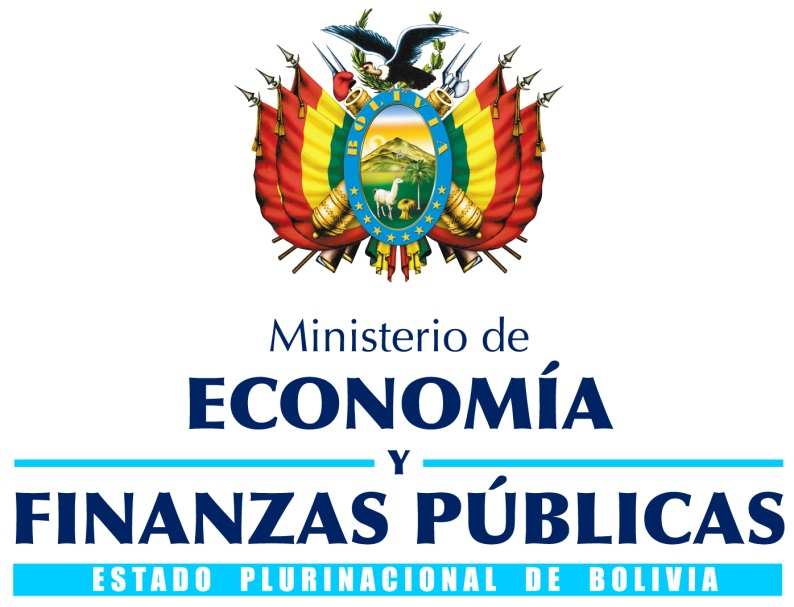 BOLIVIA
Ministerio de
ECONOMÍA
Y
FINANZAS PÚBLICAS
ESTADO PLURINACIONAL DE BOLIVIA